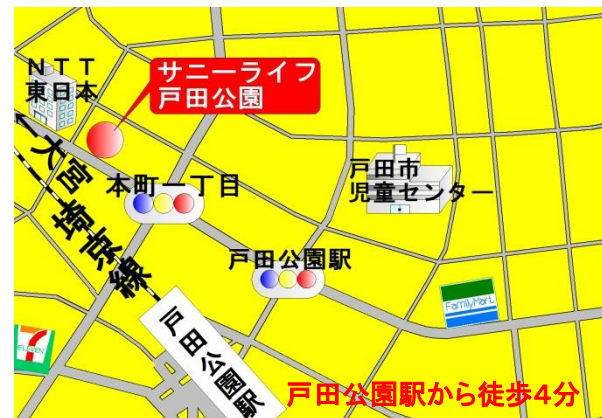 NTT
東日本
サニーライフ
戸田公園
大宮
埼京線
本町一丁目
戸田市
児童センター
戸田公園駅
FamilyMart
7
ELEVEN
戸田公園駅
戸田公園駅から徒歩4分